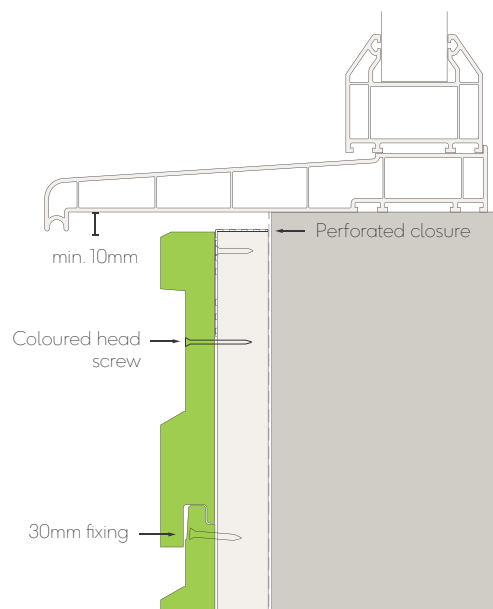 Perforated closure
min. 10mm
Coloured head
screw
30mm fixing